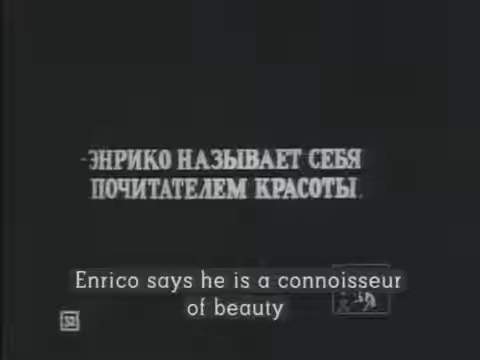 -ЭНРИКО НАЗЫВАЕТ СЕБЯ
ПОЧИТАТЕЛЕМ КРАСОТЫ.
Enrico says he is a connoisseur
of beauty